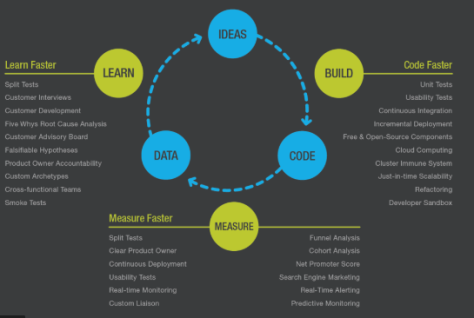 IDEAS
Learn Faster
LEARN
BUILD
Code Faster
Split Tests
Customer Interviews
Customer Development
Five Whys Root Cause Analysis
Customer Advisory Board
Falsifiable Hypotheses
Product Owner Accountability
Custom Archetypes
Cross-functional Teams
Smoke Tests
Unit Tests
Usability Tests
Continuous Integration
Incremental Deployment
Free & Open-Source Components
Cloud Computing
Cluster Immune System
Just-in-time Scalability
Refactoring
Developer Sandbox
DATA
CODE
Measure Faster
MEASURE
Split Tests
Clear Product Owner
Continuous Deployment
Usability Tests
Real-time Monitoring
Custom Liaison
Funnel Analysis
Cohort Analysis
Net Promoter Score
Search Engine Marketing
Real-Time Alerting
Predictive Monitoring